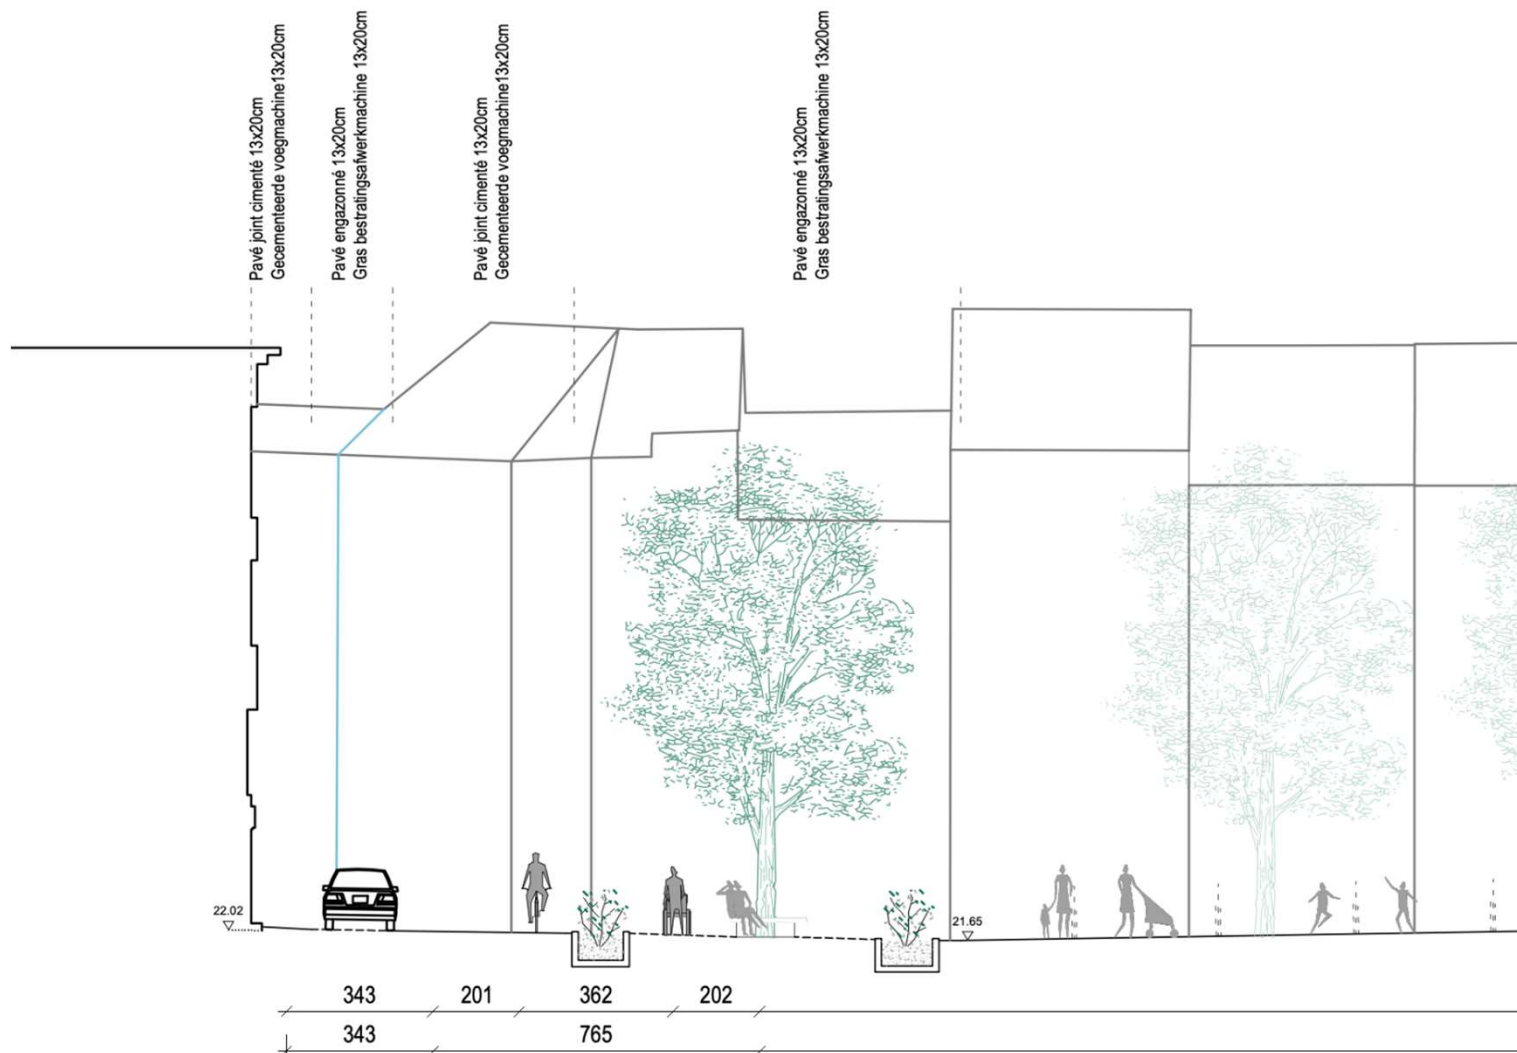 Pavé joint cimenté 13x20cm
Gecementeerde voegmachine13x20cm
Pavé engazonné 13x20cm
Gras bestratingsafwerkmachine 13x20cm
Pavé joint cimenté 13x20cm
Gecementeerde voegmachine13x20cm
Pavé engazonné 13x20cm
Gras bestratingsafwerkmachine 13x20cm
22.02
21.65
343 201 362 202
343 765